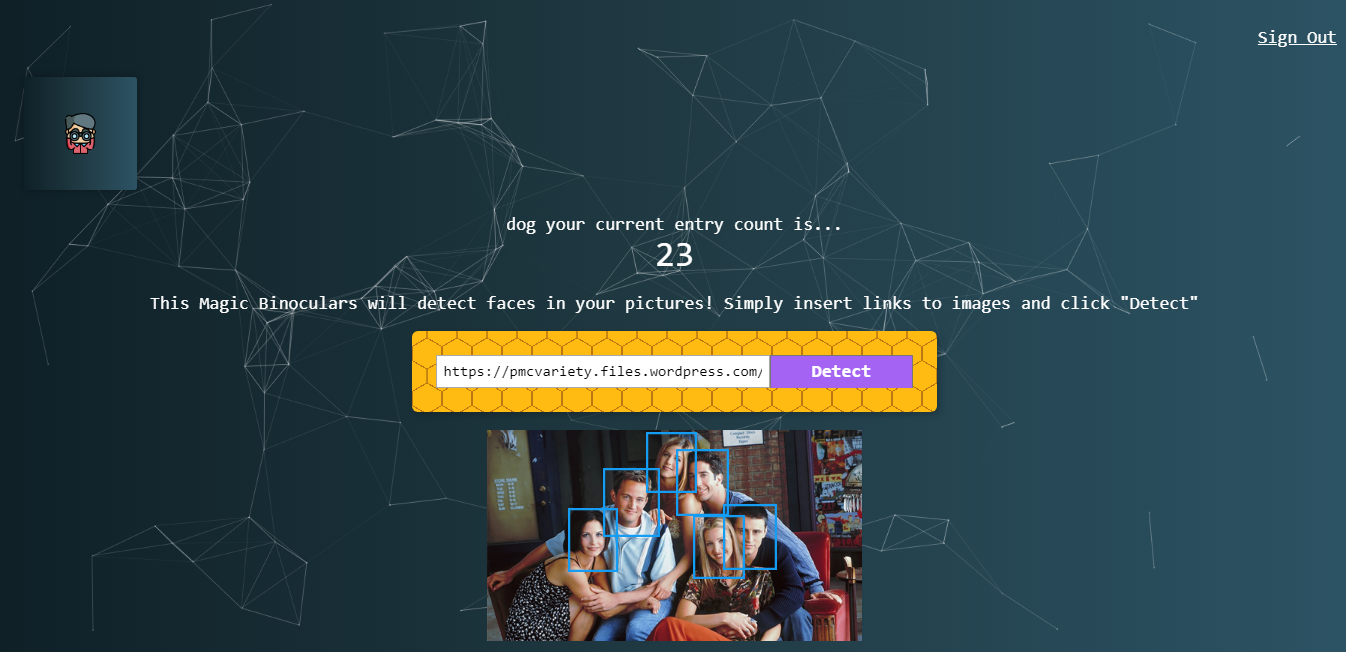 Sign Out
dog your current entry count is...
23
This Magic Binoculars will detect faces in your pictures! Simply insert links to images and click "Detect"
https://pmcvariety.files.wordpress.com/
Detect